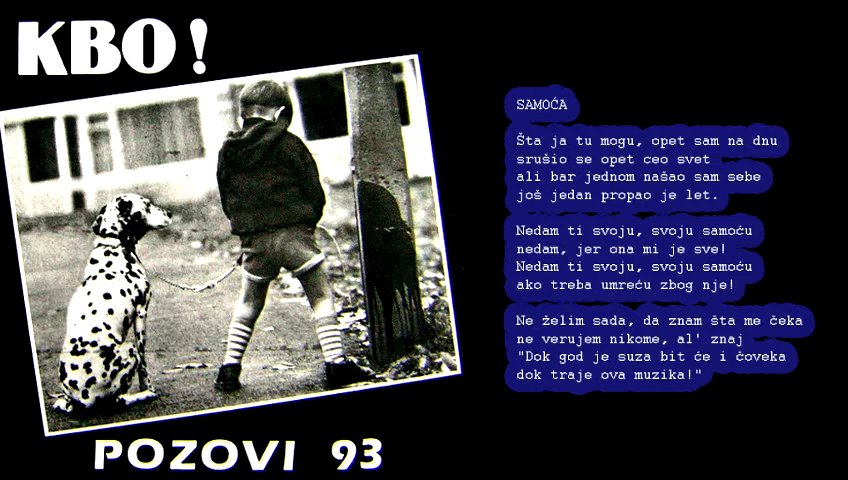 KBO!
POZOVI 93
SAMOĆA
Šta ja tu mogu, opet sam na dnu
srušio se opet ceo svet
ali bar jednom našao sam sebe
još jedan propao je let.
Nedam ti svoju, svoju samoću
nedam, jer ona mi je sve!
Nedam ti svoju, svoju samoću
ako treba umreću zbog nje!
Ne želim sada, da znam šta me čeka
ne verujem nikome, al' znaj
"Dok god je suza bit će i čoveka
dok traje ova muzika!"